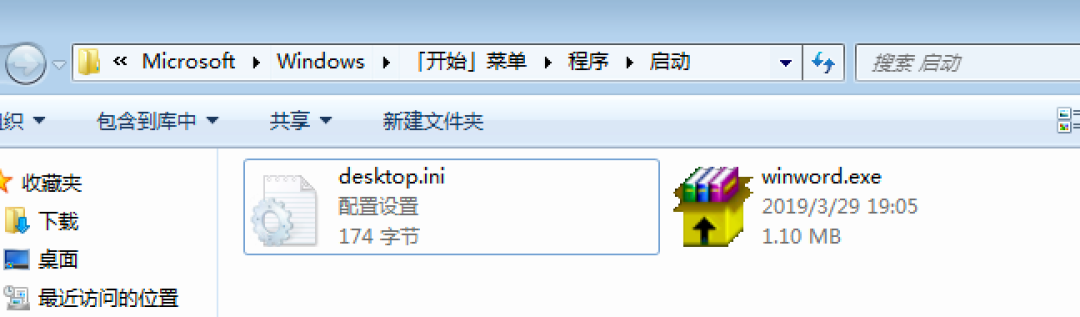 « Microsoft Windows 「开始」菜单 程序 启动 搜索 启动
组织 包含到库中 共享 新建文件夹
收藏夹
下载
桌面
最近访问的位置
desktop.ini
配置设置
174 字节
winword.exe
2019/3/29 19:05
1.10 MB